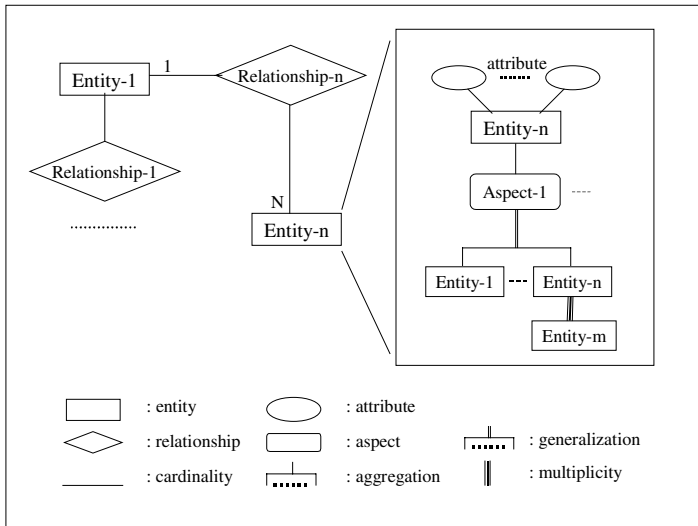 Entity-1
1
Relationship-n
Relationship-1
N
Entity-n
attribute
Entity-n
Aspect-1
Entity-1
Entity-n
Entity-m
: entity
: attribute
: relationship
: aspect
: generalization
: cardinality
: aggregation
: multiplicity